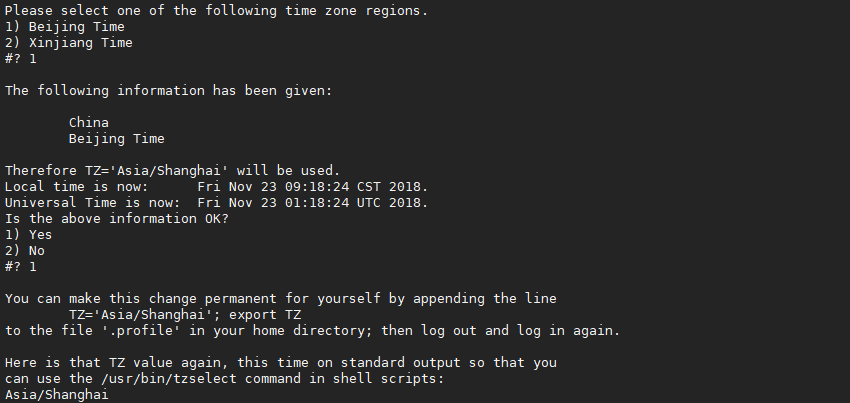 Please select one of the following time zone regions.
1) Beijing Time
2) Xinjiang Time
#? 1
The following information has been given:
China
Beijing Time
Therefore TZ='Asia/Shanghai' will be used.
Local time is now:      Fri Nov 23 09:18:24 CST 2018.
Universal Time is now:  Fri Nov 23 01:18:24 UTC 2018.
Is the above information OK?
1) Yes
2) No
#? 1
You can make this change permanent for yourself by appending the line
TZ='Asia/Shanghai'; export TZ
to the file '.profile' in your home directory; then log out and log in again.
Here is that TZ value again, this time on standard output so that you
can use the /usr/bin/tzselect command in shell scripts:
Asia/Shanghai